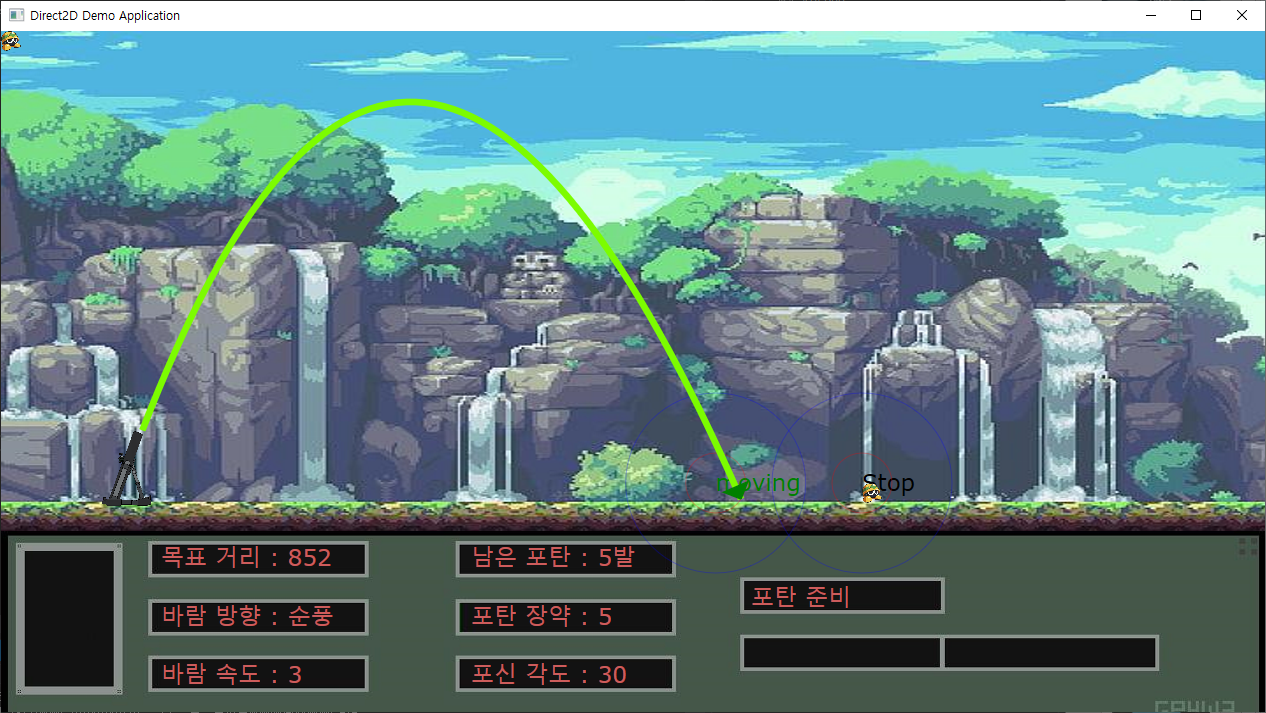 Direct2D Demo Application
moving
Stop
목표 거리 : 852
남은 포탄 : 5발
포탄 준비
바람 방향 : 순풍
포탄 장약 : 5
바람 속도 : 3
포신 각도 : 30